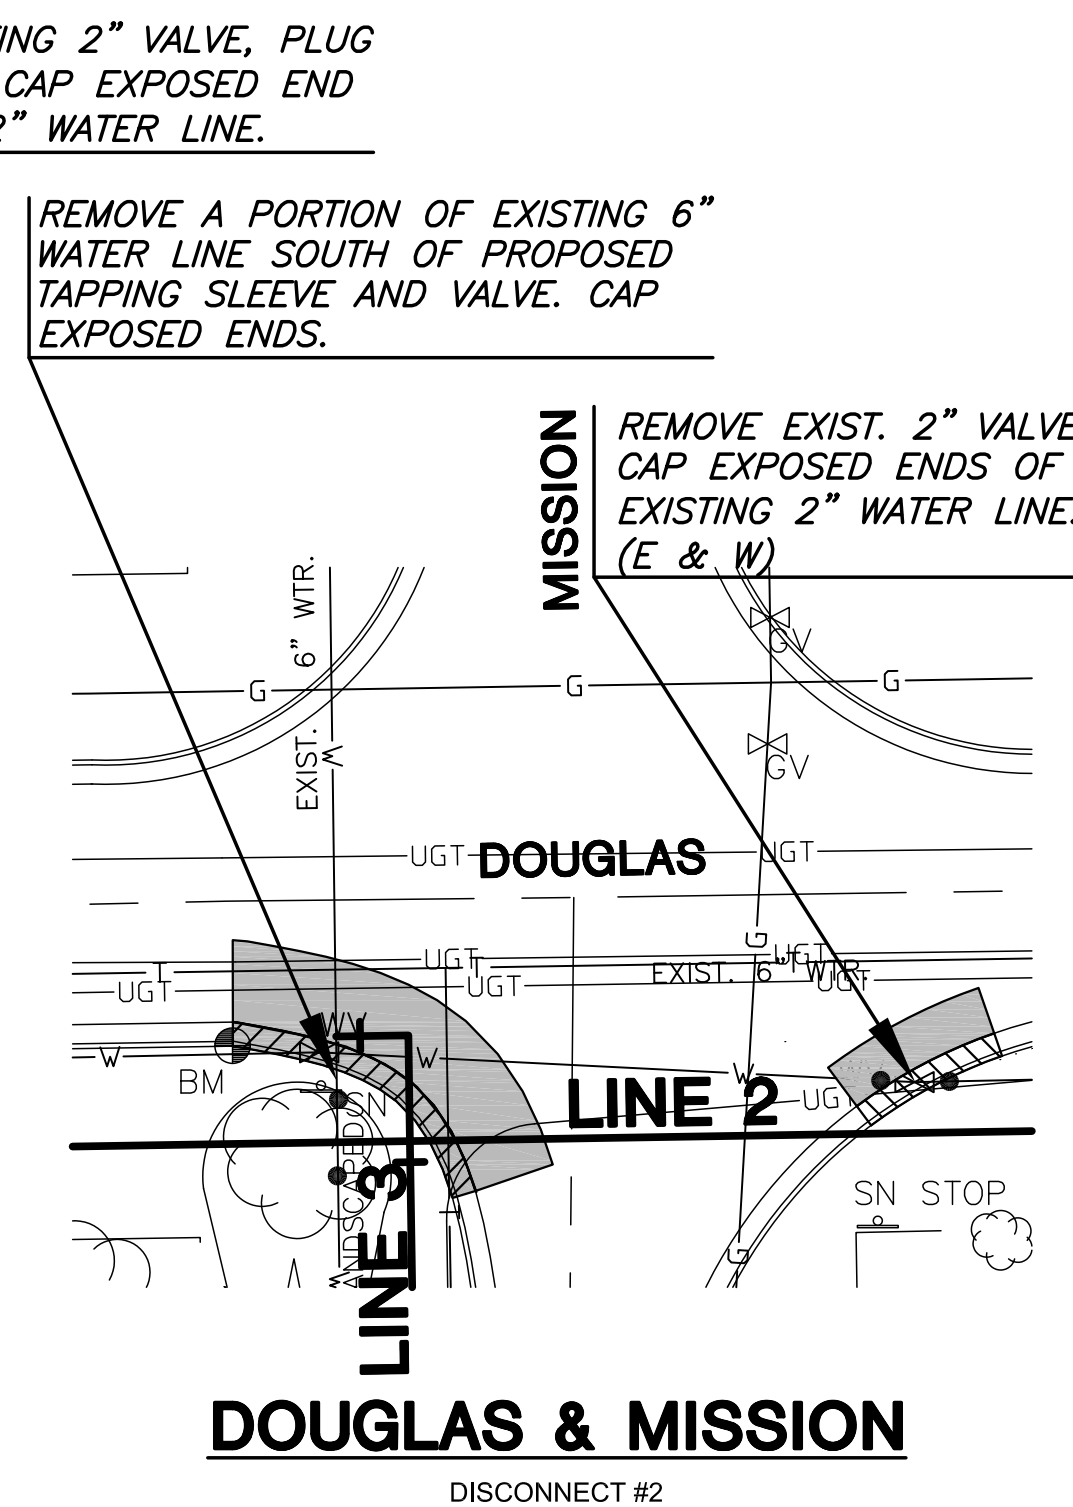 2" VALVE, PLUG
CAP EXPOSED END
WATER LINE.
REMOVE A PORTION OF EXISTING 6"
WATER LINE SOUTH OF PROPOSED
TAPPING SLEEVE AND VALVE. CAP
EXPOSED ENDS.
MISSION
REMOVE EXIST. 2" VALVE
CAP EXPOSED ENDS OF
EXISTING 2" WATER LINE.
(E & W)
EXIST. 6" WTR.
W
GV
G G G
GV
UGT DOUGLAS UGT
G
UGT UGT
T T EXIST. 6" T WTR.
UGT UGT UGT
WV
W W W
BM
SN
LINE 2
UGT
LINE 3
SN STOP
G
W
DOUGLAS & MISSION
DISCONNECT #2